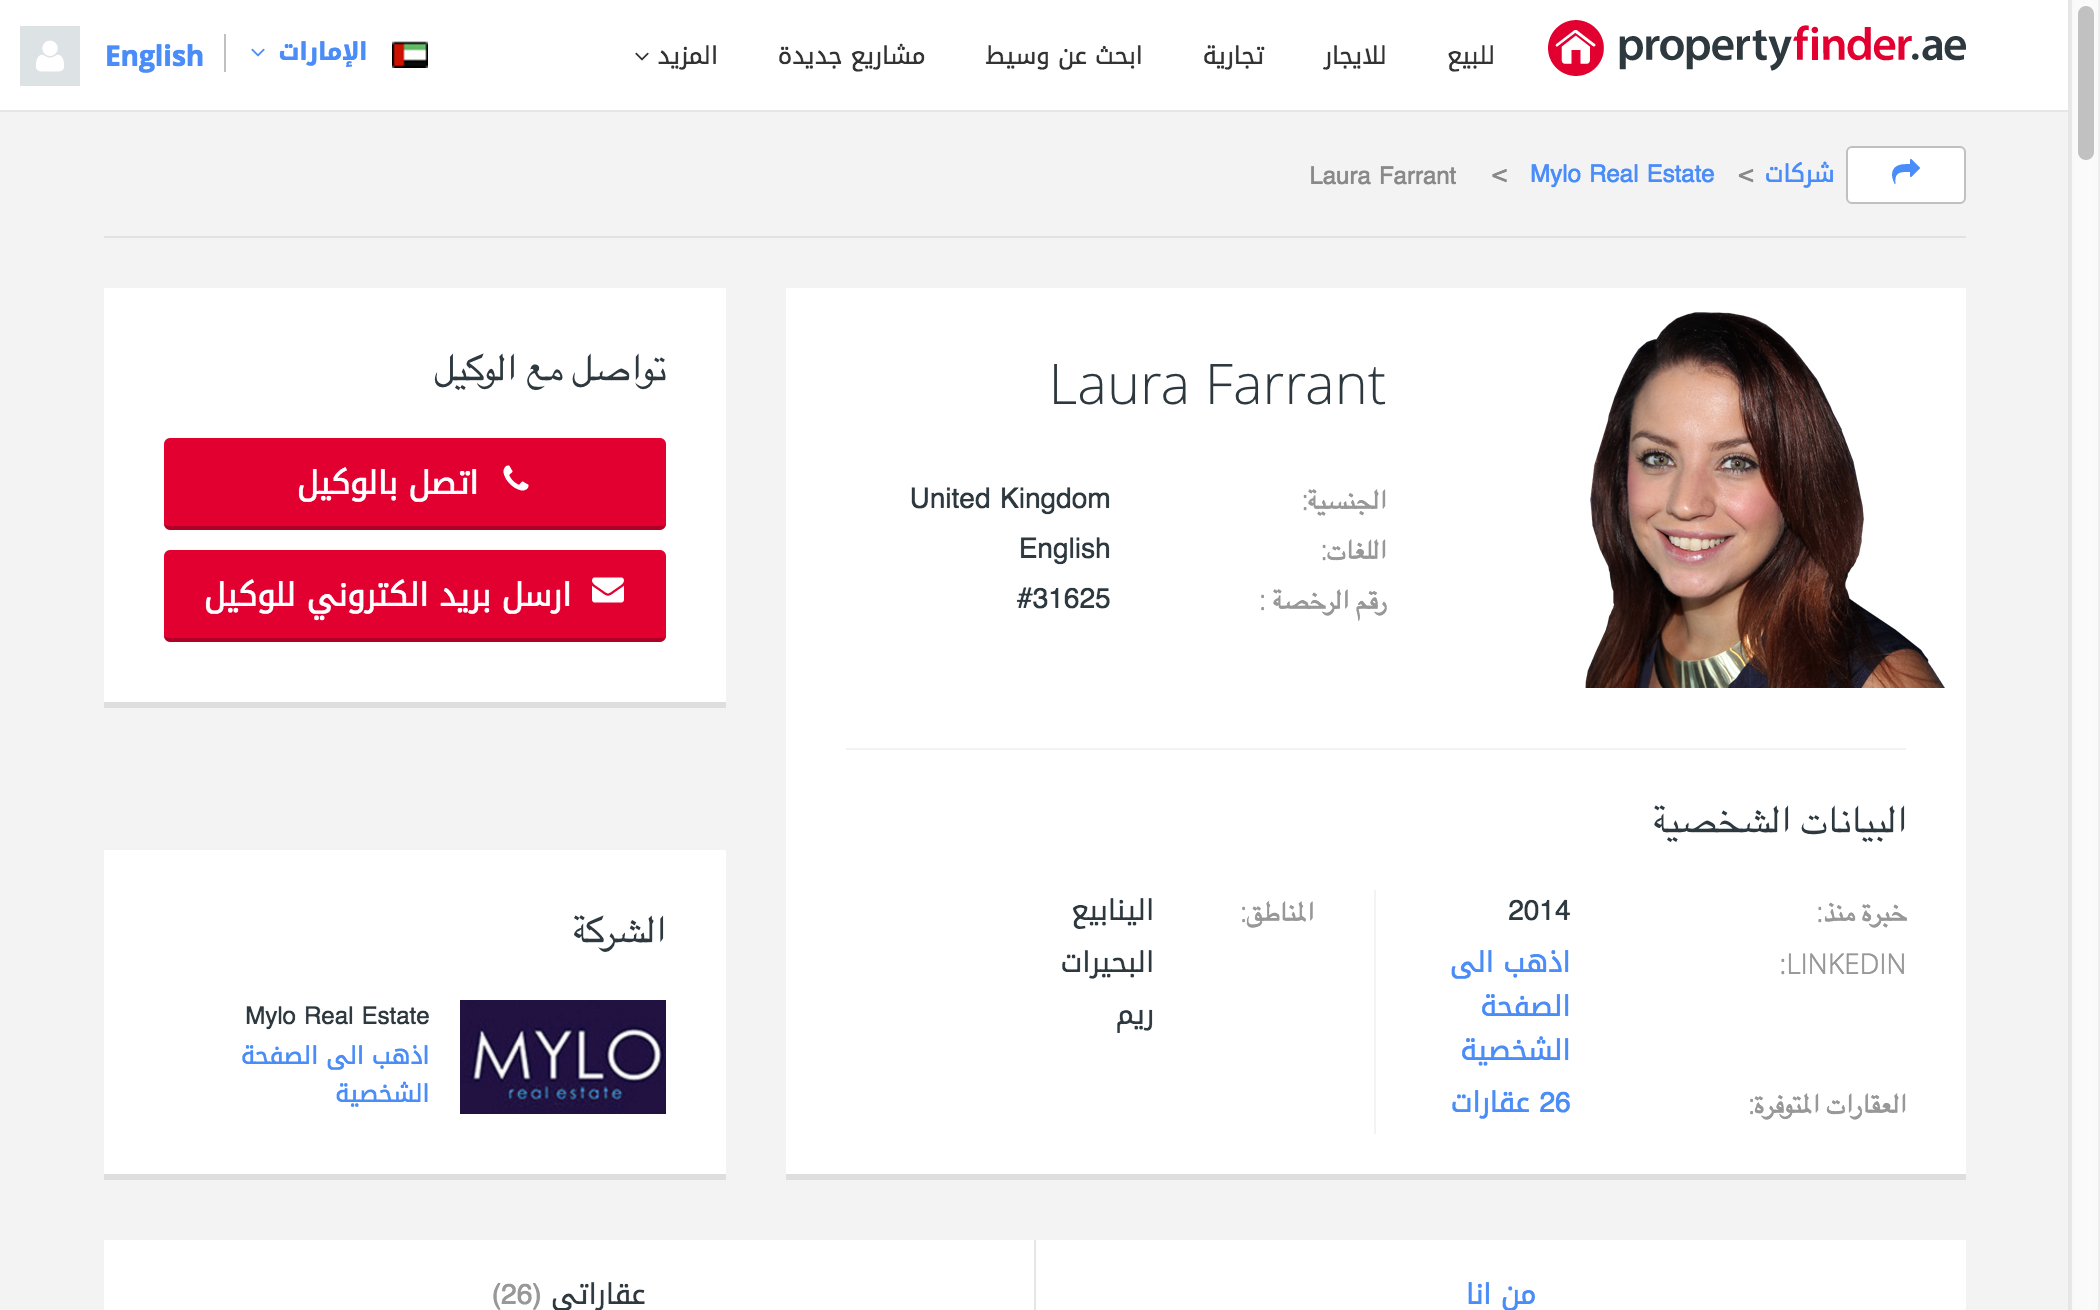 propertyfinder.ae
للبيع
للايجار
تجارية
ابحث عن وسيط
مشاريع جديدة
المزيد
الإمارات
English
شركات > Mylo Real Estate > Laura Farrant
Laura Farrant
الجنسية: United Kingdom
اللغات: English
رقم الرخصة : #31625
البيانات الشخصية
خبرة منذ: 2014
LINKEDIN: اذهب الى
الصفحة
الشخصية
العقارات المتوفرة: 26 عقارات
المناطق: الينابيع
البحيرات
ريم
تواصل مع الوكيل
اتصل بالوكيل
ارسل بريد الكتروني للوكيل
الشركة
MYLO
real estate
Mylo Real Estate
اذهب الى الصفحة
الشخصية
من انا
عقاراتي (26)